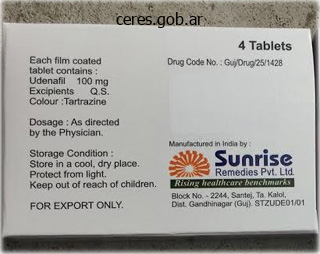 ceres.gob.ar
4 Tablets
Each film coated
tablet contains :
Udenafil 100 mg
Excipients Q.S.
Colour :Tartrazine
Dosage : As directed
by the Physician.
Storage Condition :
Store in a cool, dry place.
Protect from light.
Keep out of reach of children.
FOR EXPORT ONLY.
Drug Code No. : Guj/Drug/25/1428
Manufactured in India by :
Sunrise
Remedies Pvt. Ltd.
Rising healthcare benchmarks
Block No. - 2244, Santej, Ta. Kalol,
Dist. Gandhinagar (Guj). STZUDE01/01